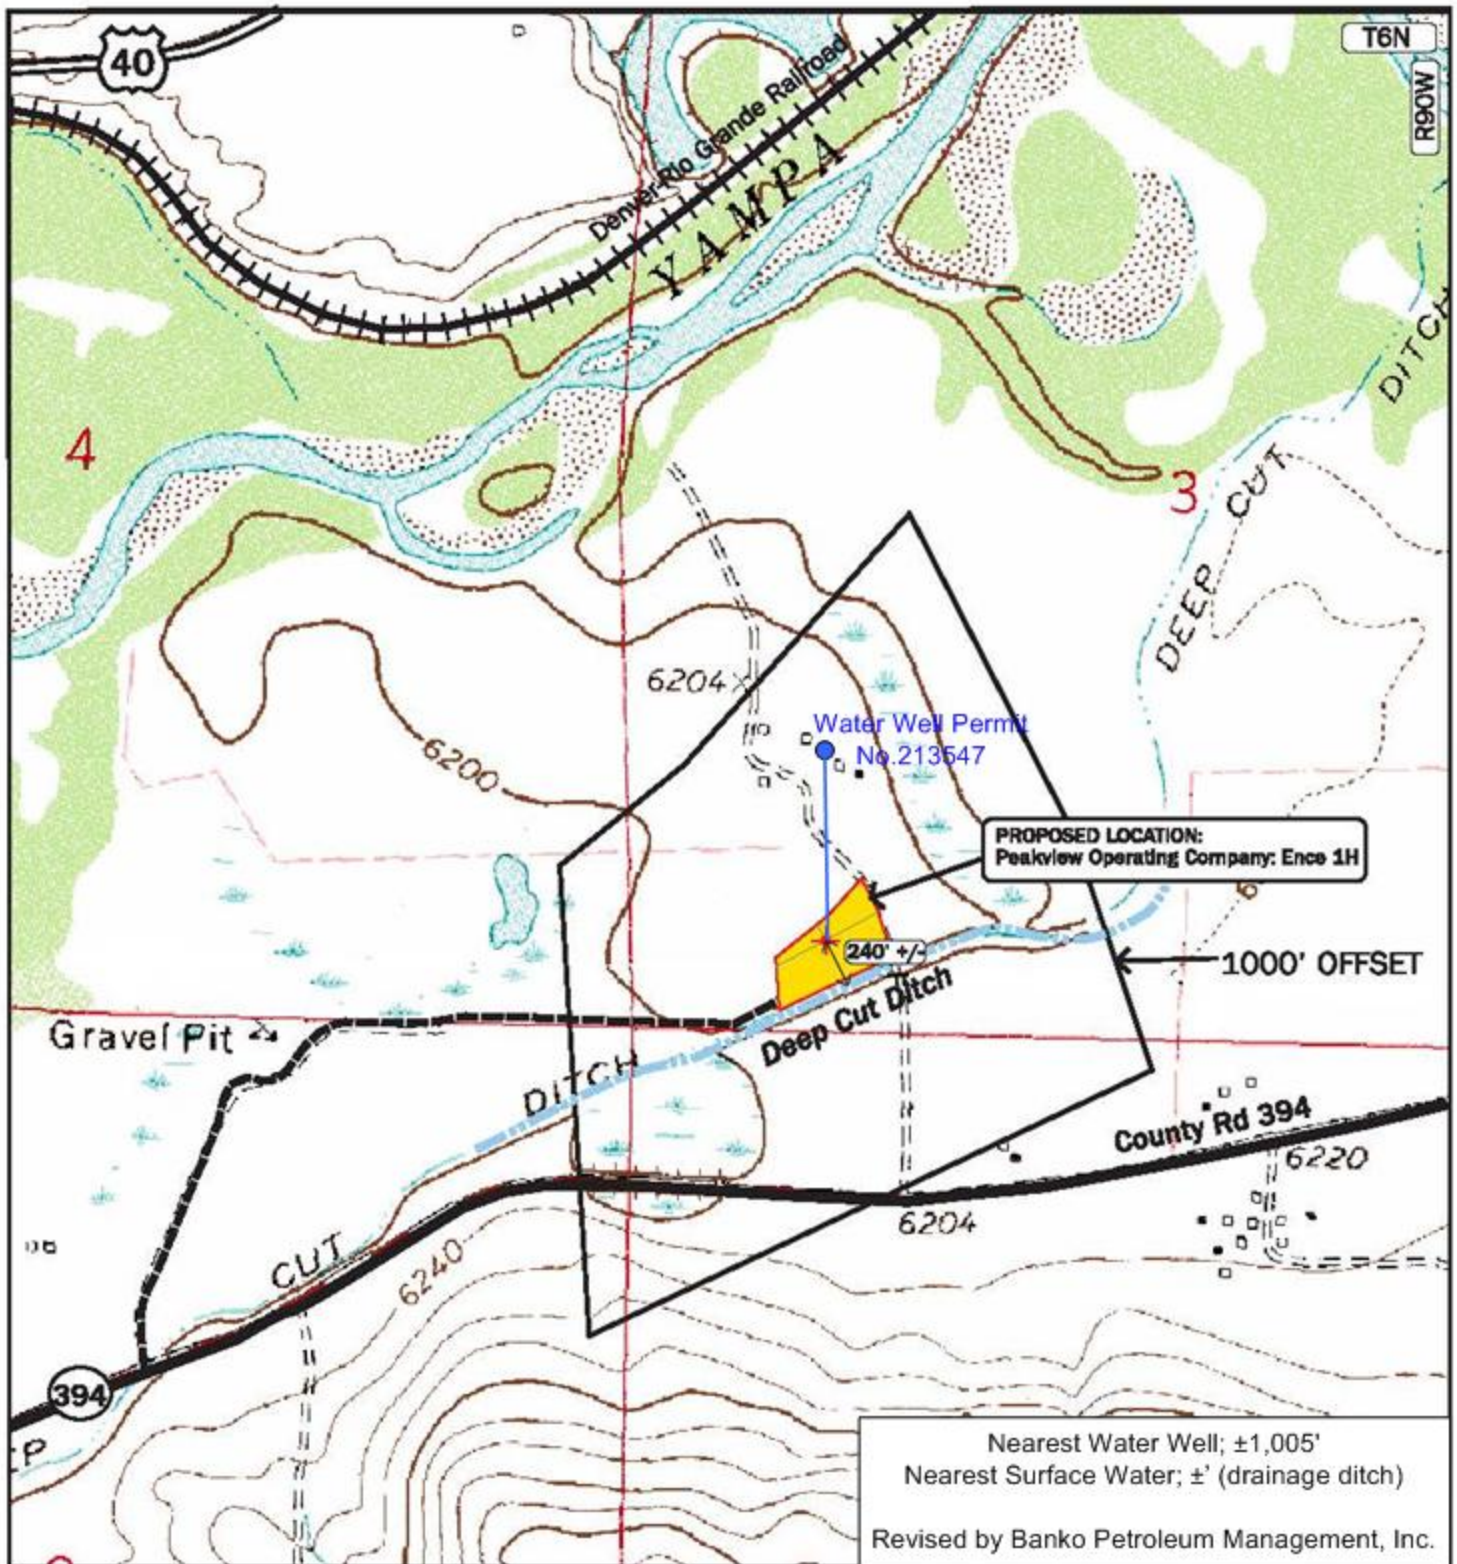 40
T6N
R90W
Denver-Rio Grande Railroad
YAMPA
DITCH
4
3
DEEP CUT
6204
Water Well Permit
No.213547
6200
PROPOSED LOCATION:
Peakview Operating Company: Ence 1H
240' +/-
1000' OFFSET
Deep Cut Ditch
Gravel Pit
DITCH
County Rd 394
6220
6204
CUT
6240
394
Nearest Water Well; ±1,005'
Nearest Surface Water; ±' (drainage ditch)
Revised by Banko Petroleum Management, Inc.